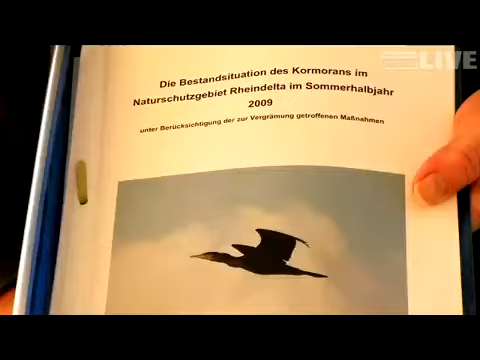 LIVE
Die Bestandsituation des Kormorans im
Naturschutzgebiet Rheindelta im Sommerhalbjahr
2009
unter Berücksichtigung der zur Vergrämung getroffenen Maßnahmen